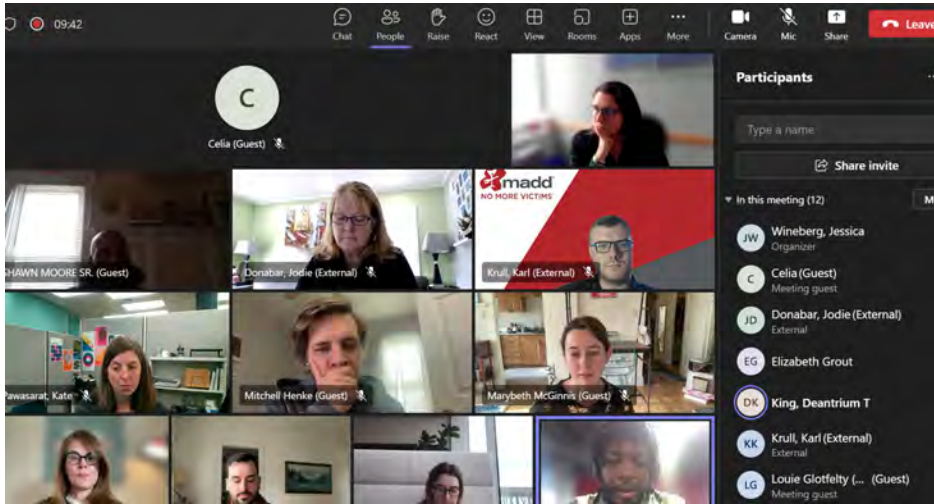 09:42
Chat People Raise React View Rooms Apps More Camera Mic Share Leave
C
Celia (Guest)
SHAWN MOORE SR. (Guest)
Donabar, Jodie (External)
madd
NO MORE VICTIMS
Krull, Karl (External)
Pawasarat, Kate
Mitchell Henke (Guest)
Marybeth McGinnis (Guest)
Participants
Type a name
Share invite
In this meeting (12) M
JW Wineberg, Jessica
Organizer
C Celia (Guest)
Meeting guest
JD Donabar, Jodie (External)
External
EG Elizabeth Grout
DK King, Deantrium T
KK Krull, Karl (External)
External
LG Louie Glotfelty (... (Guest)
Meeting guest